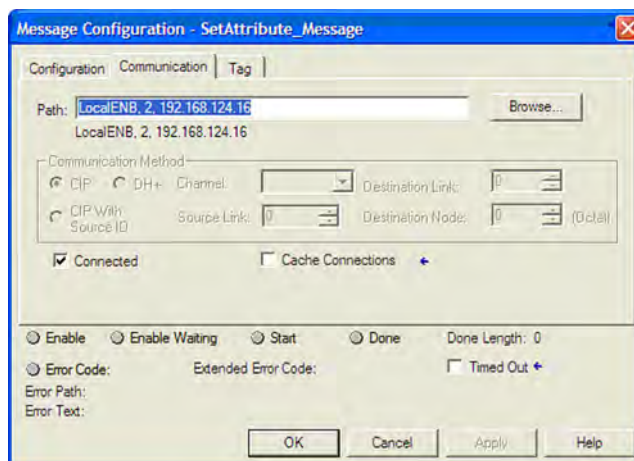 Message Configuration - SetAttribute_Message
Configuration Communication Tag
Path: LocalENB, 2, 192.168.124.16 Browse...
LocalENB, 2, 192.168.124.16
Communication Method
CIP DH+ Channel: Destination Link: 0
CIP With Source ID Source Link: 0 Destination Node: 0 (Octal)
Connected Cache Connections
Enable Enable Waiting Start Done Done Length: 0
Error Code: Extended Error Code: Timed Out
Error Path:
Error Text:
OK Cancel Apply Help